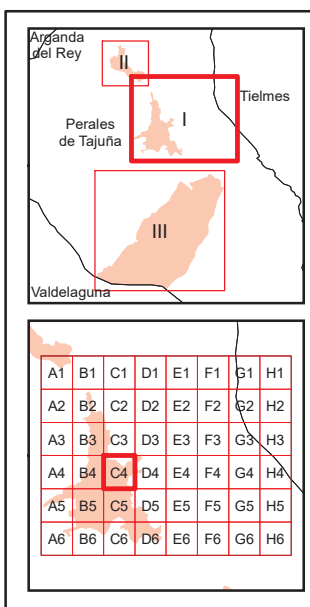 Arganda
del Rey
II
Tielmes
I
Perales
de Tajuña
III
Valdelaguna
A1 B1 C1 D1 E1 F1 G1 H1
A2 B2 C2 D2 E2 F2 G2 H2
A3 B3 C3 D3 E3 F3 G3 H3
A4 B4 C4 D4 E4 F4 G4 H4
A5 B5 C5 D5 E5 F5 G5 H5
A6 B6 C6 D6 E6 F6 G6 H6